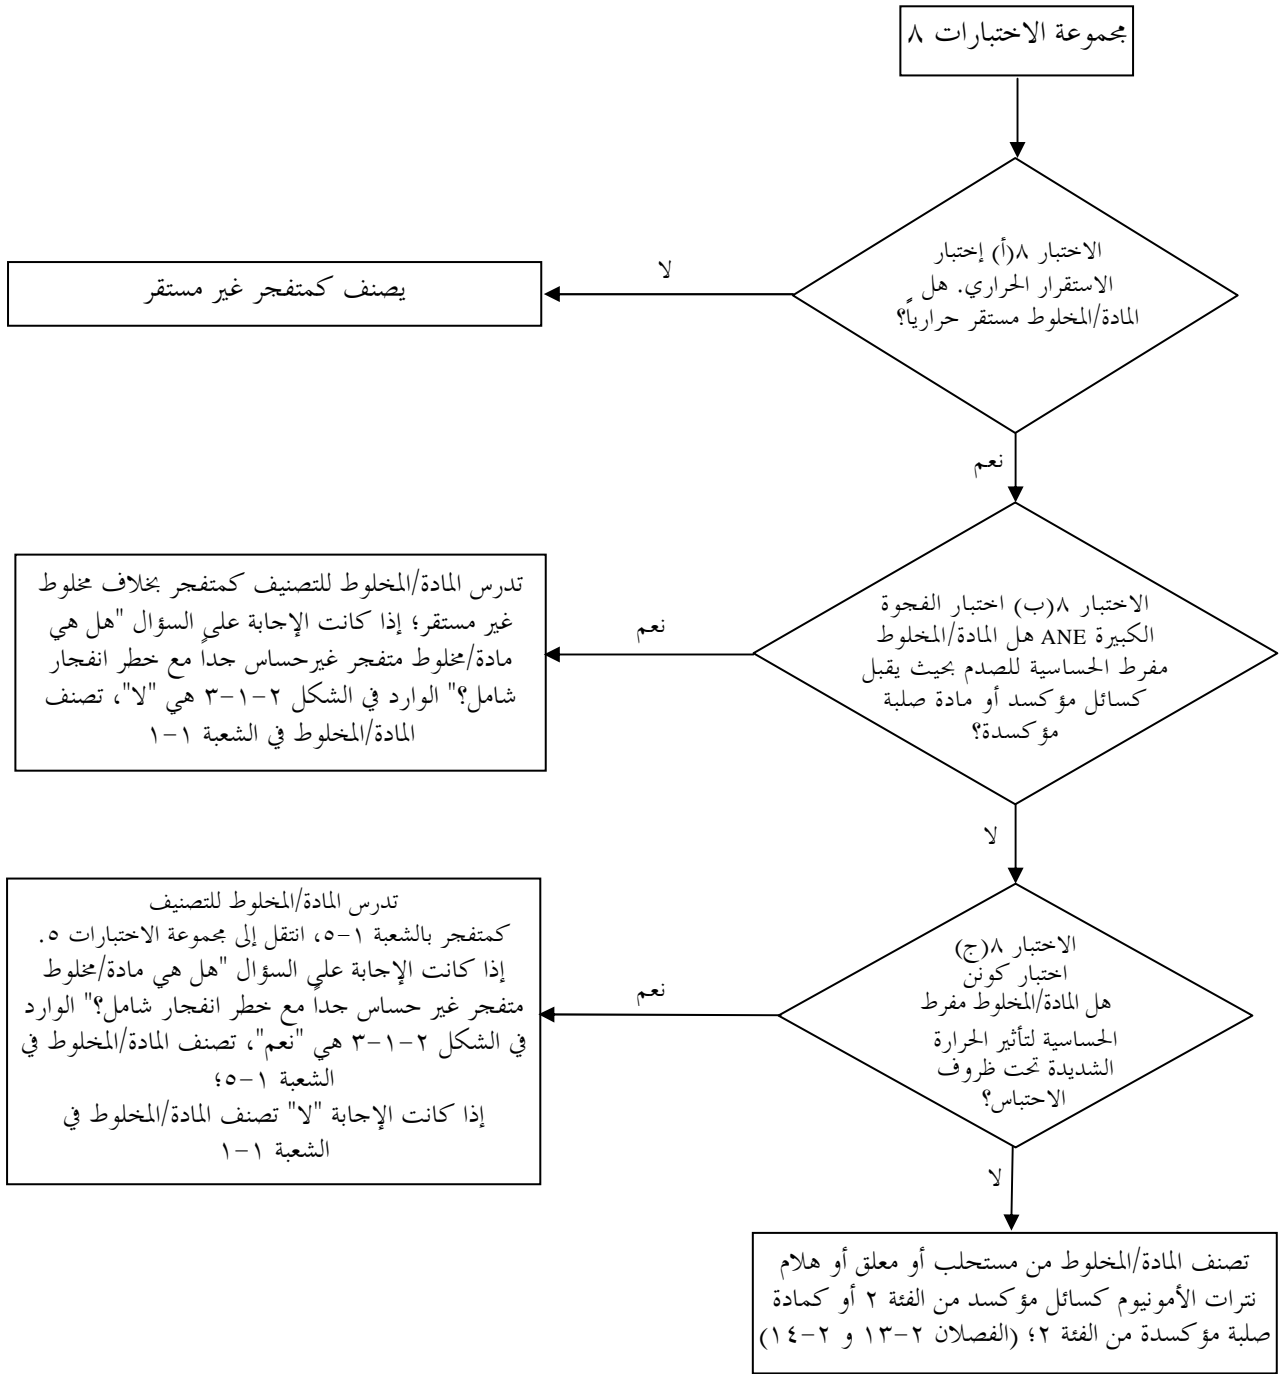 مجموعة الاختبارات ٨
الاختبار ٨(أ) إختبار
الاستقرار الحراري. هل
المادة/المخلوط مستقر حرارياً؟
لا
يصنف كمتفجر غير مستقر
نعم
الاختبار ٨(ب) اختبار الفجوة
الكبيرة ANE هل المادة/المخلوط
مفرط الحساسية للصدم بحيث يقبل
كسائل مؤكسد أو مادة صلبة
مؤكسدة؟
نعم
تدرس المادة/المخلوط للتصنيف كمتفجر بخلاف مخلوط
غير مستقر؛ إذا كانت الإجابة على السؤال "هل هي
مادة/مخلوط متفجر غيرحساس جداً مع خطر انفجار
شامل؟" الوارد في الشكل ٢-١-٣ هي "لا"، تصنف
المادة/المخلوط في الشعبة ١-١
لا
الاختبار ٨(ج)
اختبار كونن
هل المادة/المخلوط مفرط
الحساسية لتأثير الحرارة
الشديدة تحت ظروف
الاحتباس؟
نعم
تدرس المادة/المخلوط للتصنيف
كمتفجر بالشعبة ١-٥، انتقل إلى مجموعة الاختبارات ٥.
إذا كانت الإجابة على السؤال "هل هي مادة/مخلوط
متفجر غير حساس جداً مع خطر انفجار شامل؟" الوارد
في الشكل ٢-١-٣ هي "نعم"، تصنف المادة/المخلوط في
الشعبة ١-٥؛
إذا كانت الإجابة "لا" تصنف المادة/المخلوط في
الشعبة ١-١
لا
تصنف المادة/المخلوط من مستحلب أو معلق أو هلام
نترات الأمونيوم كسائل مؤكسد من الفئة ٢ أو كمادة
صلبة مؤكسدة من الفئة ٢؛ (الفصلان ٢-١٣ و ٢-١٤)